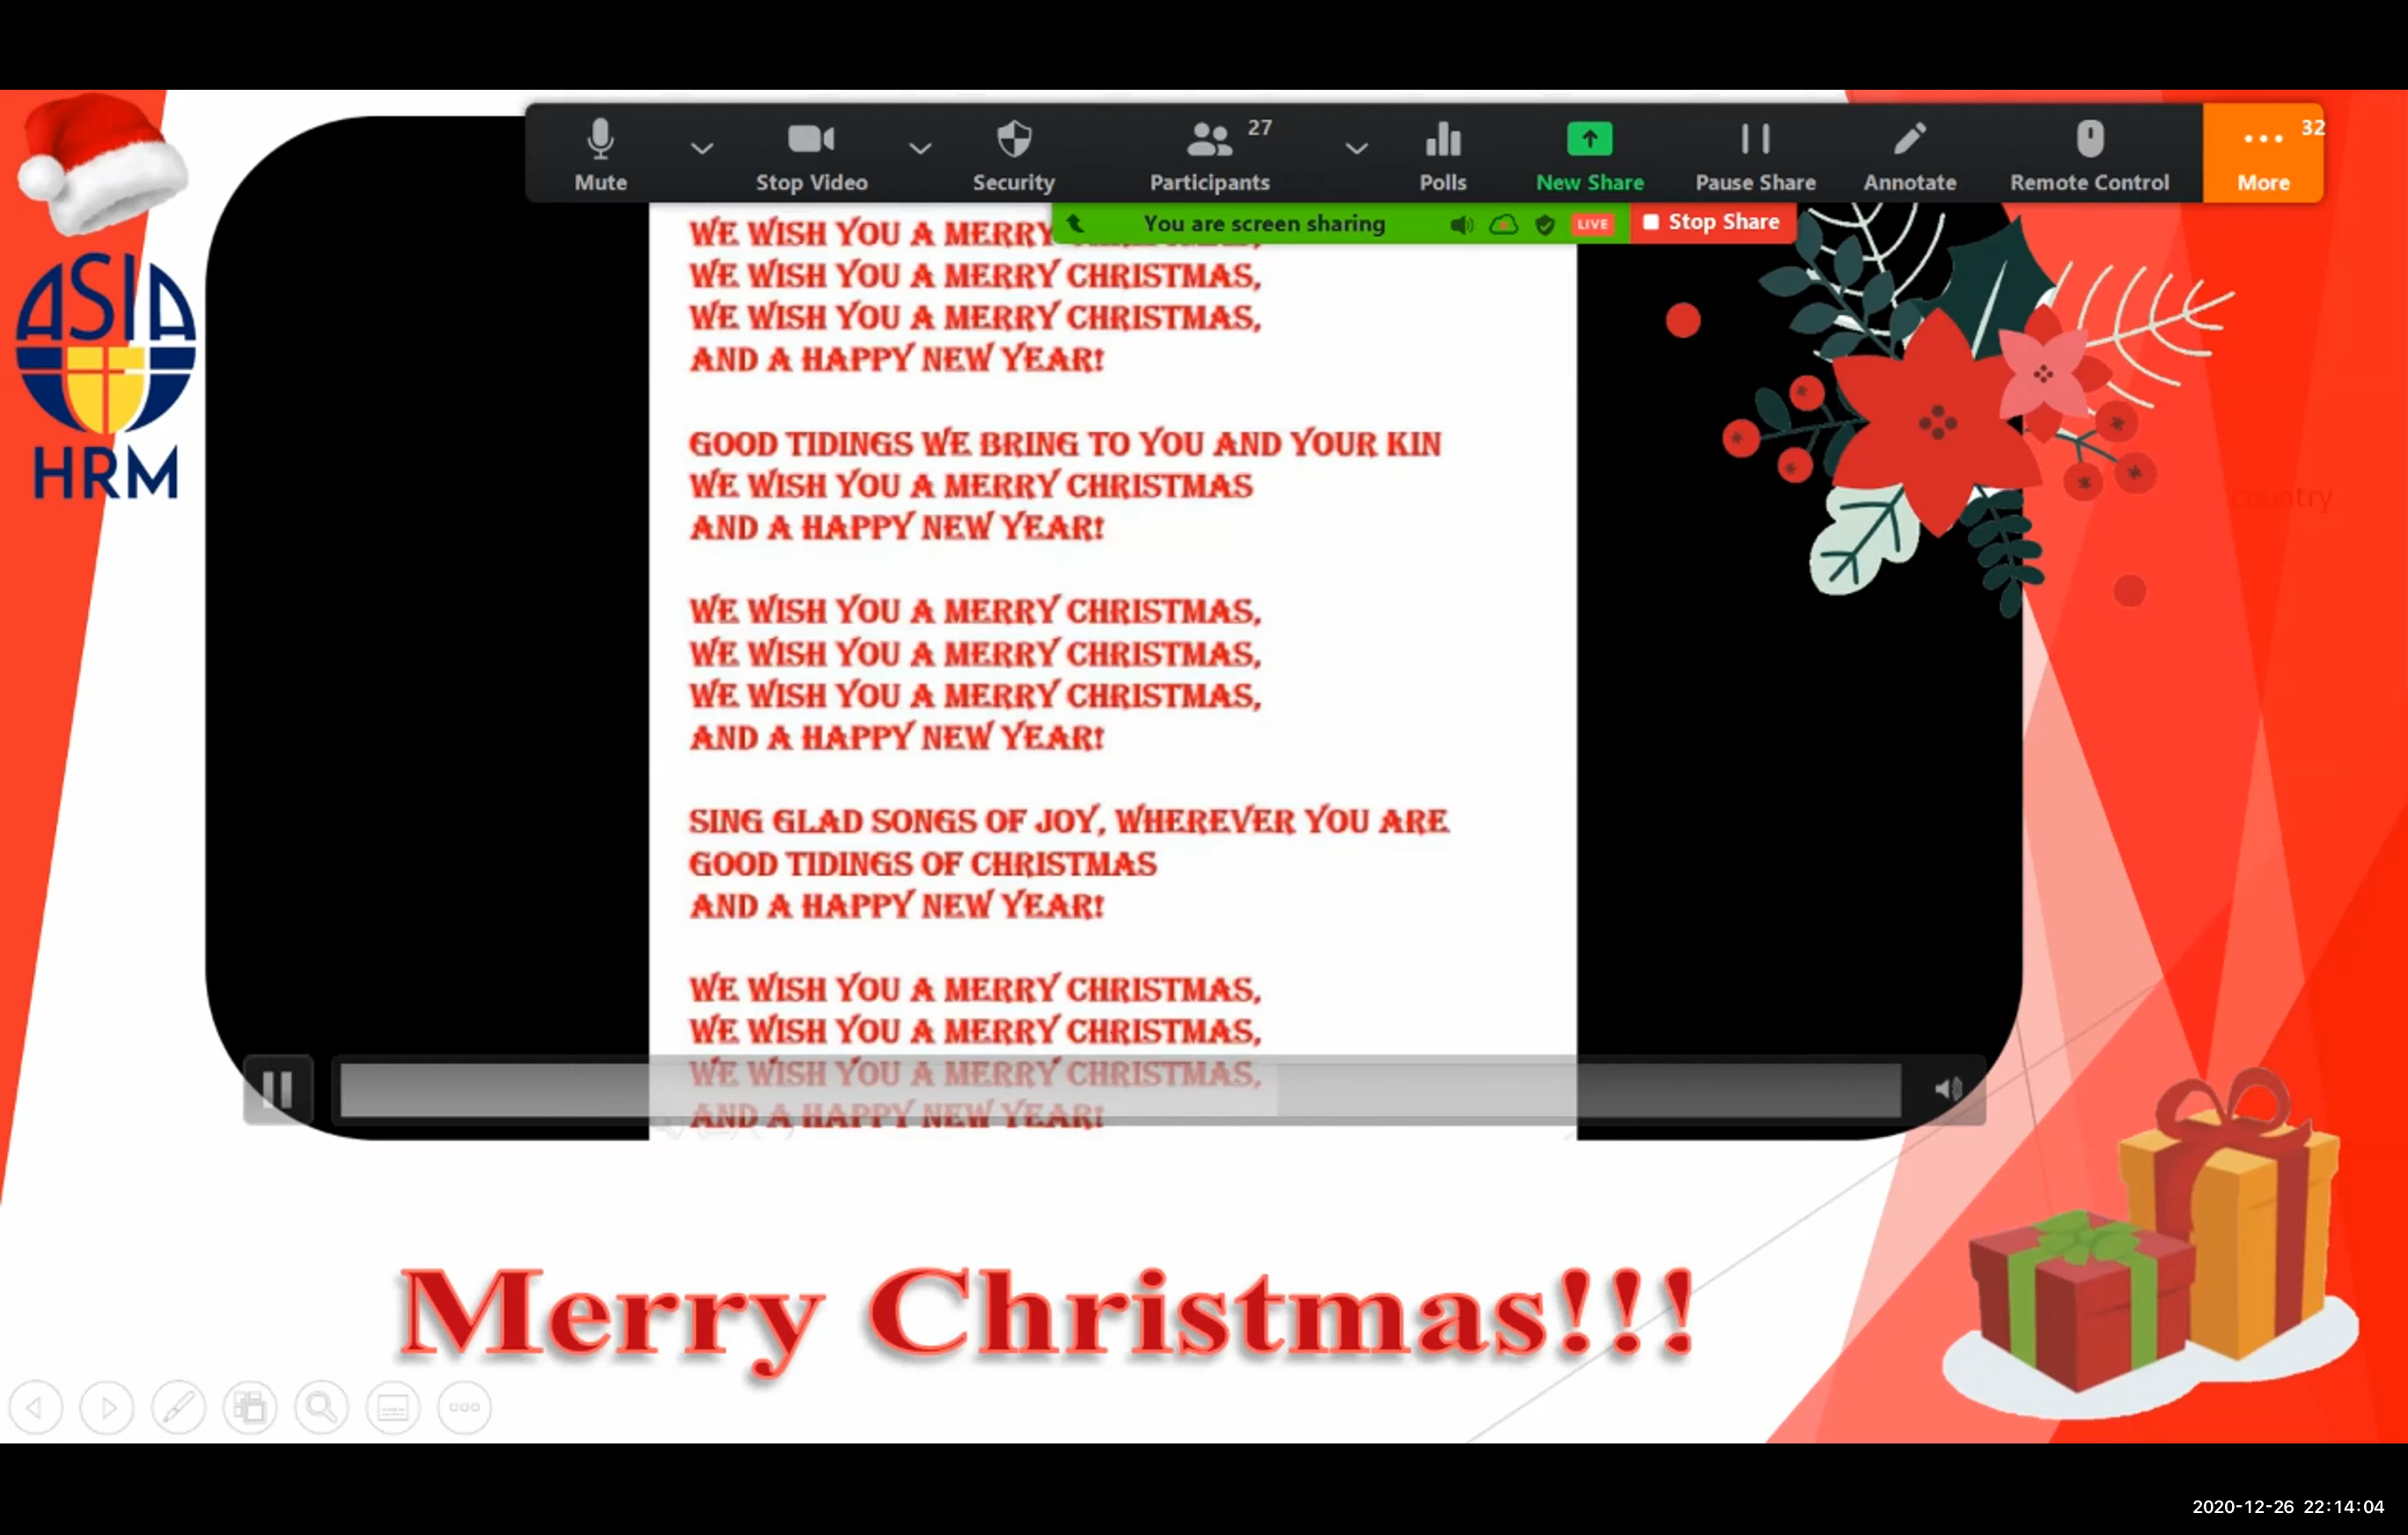 27
32
Mute
Stop Video
Security
Participants
Polls
New Share
Pause Share
Annotate
Remote Control
More
You are screen sharing
LIVE
Stop Share
ASIA
HRM
WE WISH YOU A MERRY
WE WISH YOU A MERRY CHRISTMAS,
WE WISH YOU A MERRY CHRISTMAS,
AND A HAPPY NEW YEAR!
GOOD TIDINGS WE BRING TO YOU AND YOUR KIN
WE WISH YOU A MERRY CHRISTMAS
AND A HAPPY NEW YEAR!
country
WE WISH YOU A MERRY CHRISTMAS,
WE WISH YOU A MERRY CHRISTMAS,
WE WISH YOU A MERRY CHRISTMAS,
AND A HAPPY NEW YEAR!
SING GLAD SONGS OF JOY, WHEREVER YOU ARE
GOOD TIDINGS OF CHRISTMAS
AND A HAPPY NEW YEAR!
WE WISH YOU A MERRY CHRISTMAS,
WE WISH YOU A MERRY CHRISTMAS,
WE WISH YOU A MERRY CHRISTMAS,
AND A HAPPY NEW YEAR!
Merry Christmas!!!
2020-12-26 22:14:04